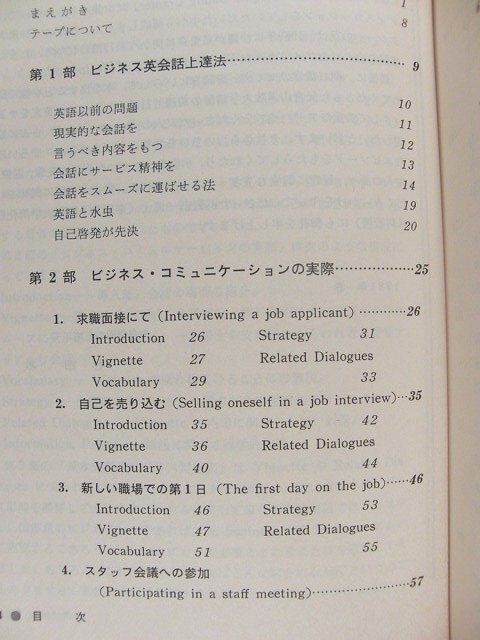 まえがき 1
テープについて 8
第1部 ビジネス英会話上達法……………………9
英語以前の問題 10
現実的な会話を 11
言うべき内容をもつ 12
会話にサービス精神を 13
会話をスムーズに運ばせる法 14
英語と水虫 19
自己啓発が先決 20
第2部 ビジネス・コミュニケーションの実際……………25
1. 求職面接にて (Interviewing a job applicant)………26
Introduction 26 Strategy 31
Vignette 27 Related Dialogues
Vocabulary 29 33
2. 自己を売り込む (Selling oneself in a job interview)…35
Introduction 35 Strategy 42
Vignette 36 Related Dialogues
Vocabulary 40 44
3. 新しい職場での第1日 (The first day on the job)……46
Introduction 46 Strategy 53
Vignette 47 Related Dialogues
Vocabulary 51 55
4. スタッフ会議への参加
(Participating in a staff meeting)……………57
4 ● 目 次